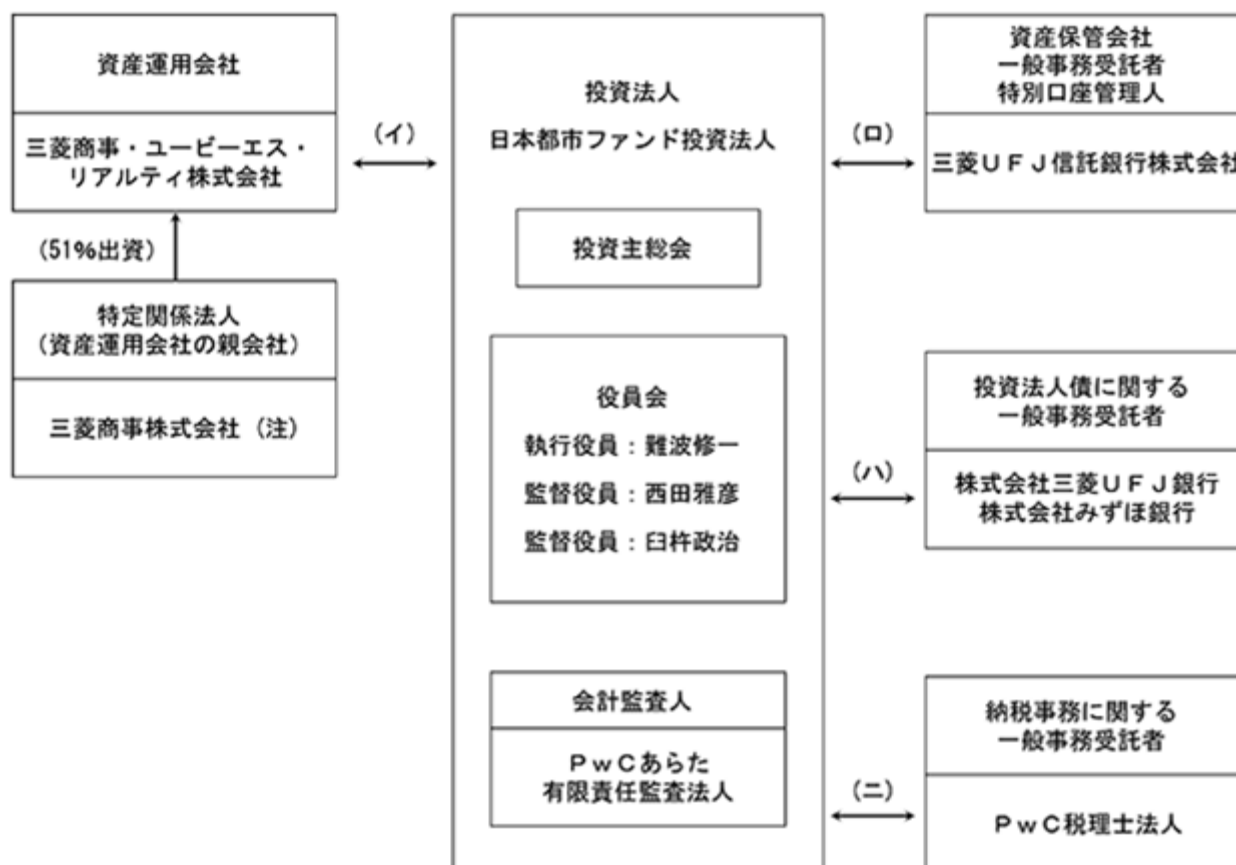 資産運用会社
三菱商事・ユービーエス・
リアルティ株式会社
(51%出資)
特定関係法人
(資産運用会社の親会社)
三菱商事株式会社(注)
(イ)
投資法人
日本都市ファンド投資法人
投資主総会
役員会
執行役員:難波修一
監督役員:西田雅彦
監督役員:臼杵政治
会計監査人
PwCあらた
有限責任監査法人
(ロ)
資産保管会社
一般事務受託者
特別口座管理人
三菱UFJ信託銀行株式会社
(ハ)
投資法人債に関する
一般事務受託者
株式会社三菱UFJ銀行
株式会社みずほ銀行
(ニ)
納税事務に関する
一般事務受託者
PwC税理士法人